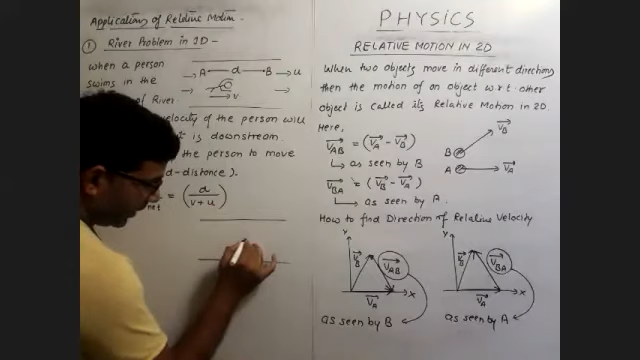 Applications of Relative Motion.
① River Problem in 2D -
when a person
swims in the
of River
A d B u
v
velocity of the person will
it is downstream.
the person to move
d-distance).
net = (d / v+u)
PHYSICS
RELATIVE MOTION IN 2D
When two objects move in different directions
then the motion of an object w.r.t. other
object is called its Relative Motion in 2D.
Here,
V⃗AB = (V⃗A - V⃗B)
↳ as seen by B
V⃗BA = (V⃗B - V⃗A)
↳ as seen by A.
B V⃗B
A V⃗A
How to find Direction of Relative Velocity
Y V⃗B V⃗AB V⃗A X
as seen by B
Y V⃗B V⃗BA V⃗A X
as seen by A